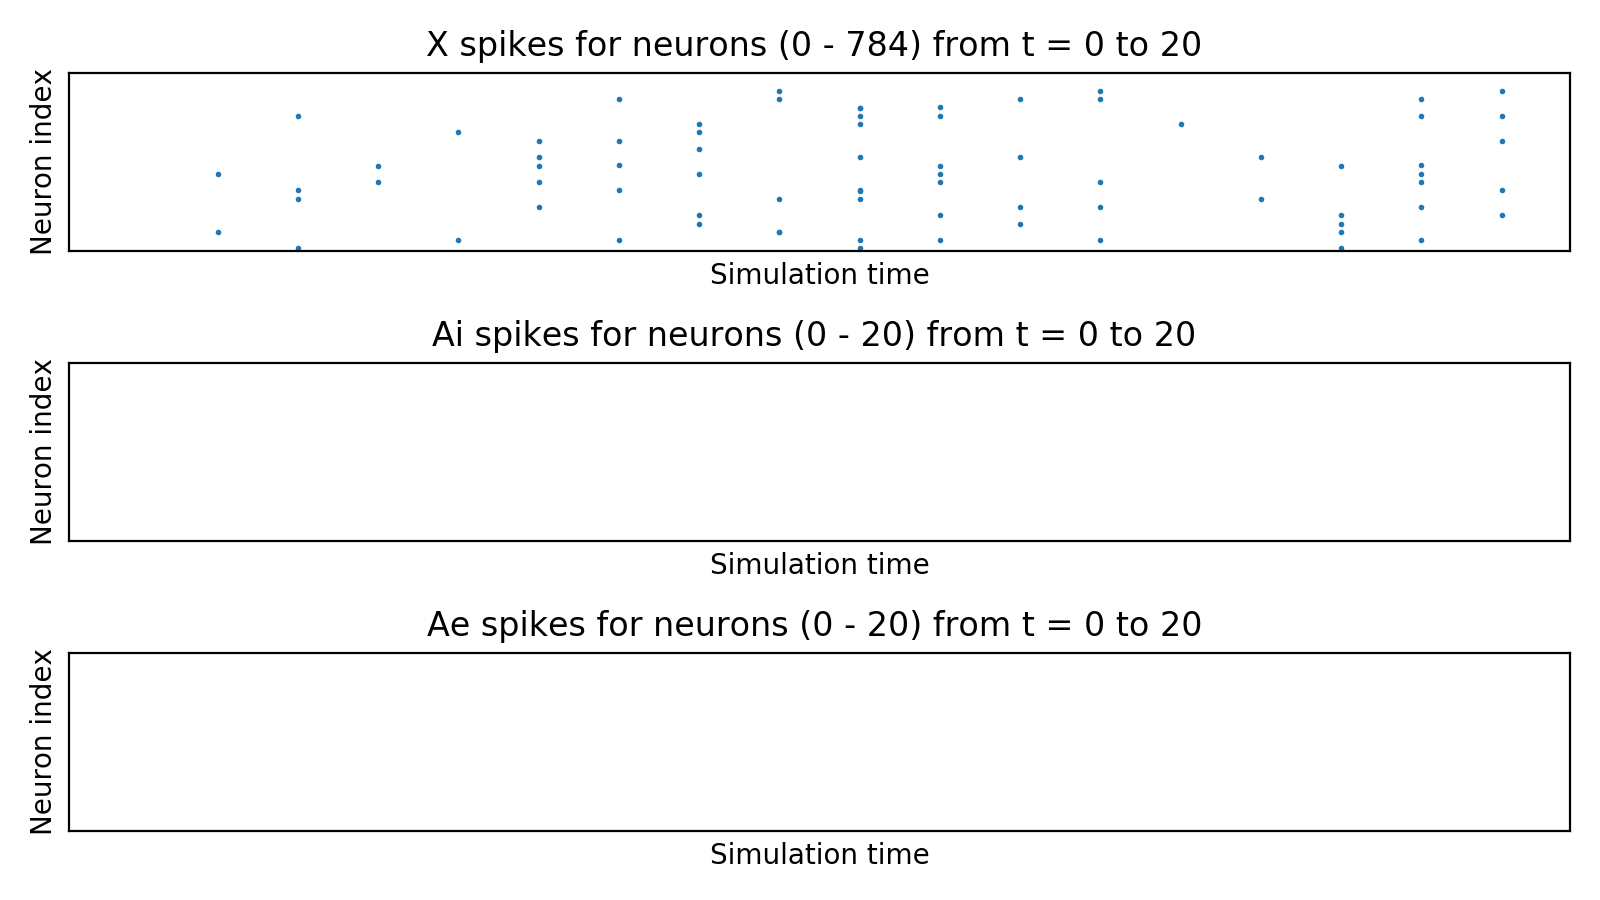 X spikes for neurons (0 - 784) from t = 0 to 20
Neuron index
Simulation time
Ai spikes for neurons (0 - 20) from t = 0 to 20
Neuron index
Simulation time
Ae spikes for neurons (0 - 20) from t = 0 to 20
Neuron index
Simulation time